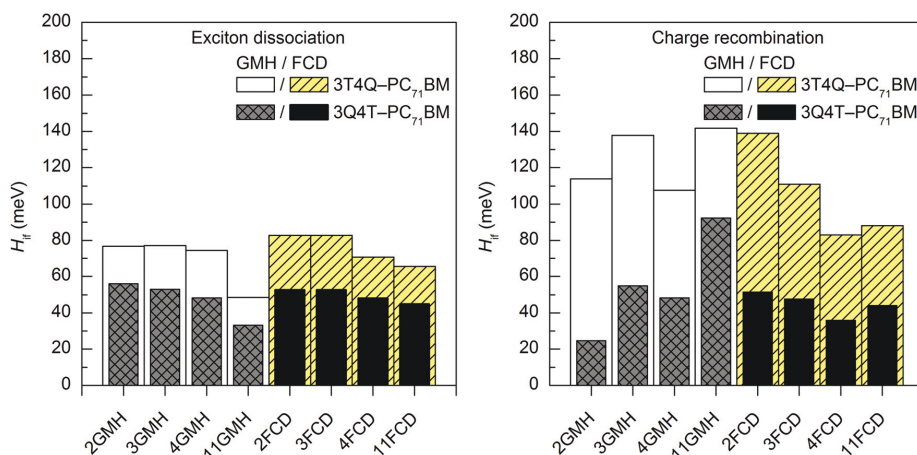 Exciton dissociation
GMH / FCD
/ 3T4Q–PC71BM
/ 3Q4T–PC71BM
200
180
160
140
120
100
80
60
40
20
0
Hif (meV)
2GMH
3GMH
4GMH
11GMH
2FCD
3FCD
4FCD
11FCD
Charge recombination
GMH / FCD
/ 3T4Q–PC71BM
/ 3Q4T–PC71BM
200
180
160
140
120
100
80
60
40
20
0
Hif (meV)
2GMH
3GMH
4GMH
11GMH
2FCD
3FCD
4FCD
11FCD